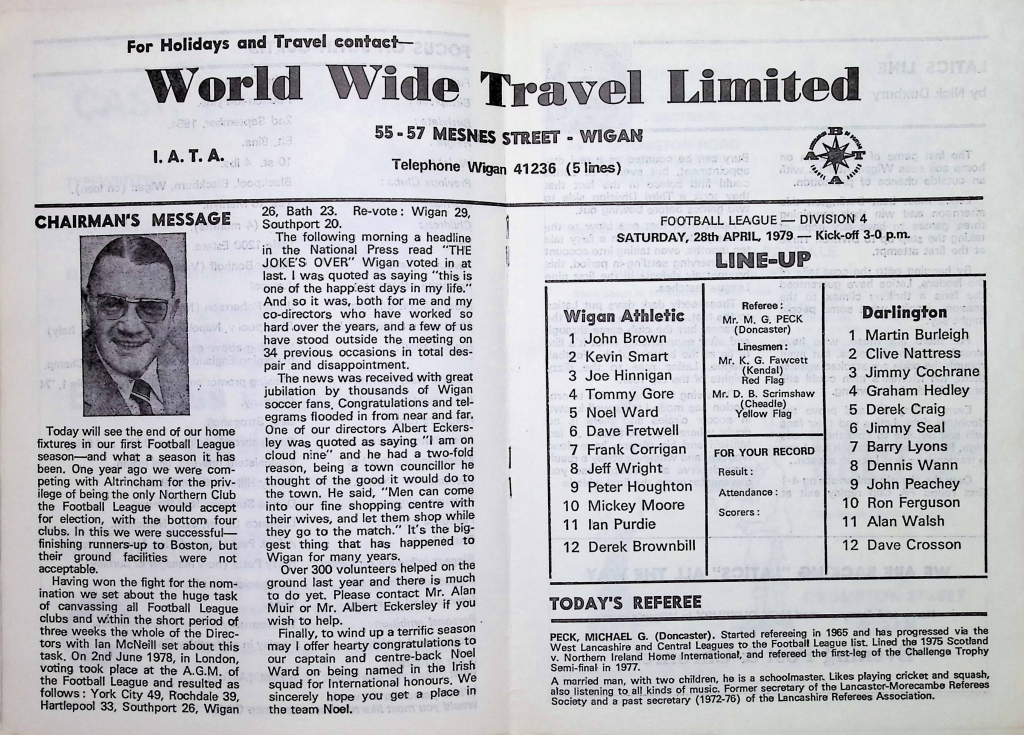 For Holidays and Travel contact—
World Wide Travel Limited
55 - 57 MESNES STREET - WIGAN
I. A. T. A.
Telephone Wigan 41236 (5 lines)
CHAIRMAN'S MESSAGE
Today will see the end of our home
fixtures in our first Football League
season—and what a season it has
been. One year ago we were com-
peting with Altrincham for the priv-
ilege of being the only Northern Club
the Football League would accept
for election, with the bottom four
clubs. In this we were successful—
finishing runners-up to Boston, but
their ground facilities were not
acceptable.
Having won the fight for the nom-
ination we set about the huge task
of canvassing all Football League
clubs and within the short period of
three weeks the whole of the Direc-
tors with Ian McNeill set about this
task. On 2nd June 1978, in London,
voting took place at the A.G.M. of
the Football League and resulted as
follows : York City 49, Rochdale 39,
Hartlepool 33, Southport 26, Wigan
26, Bath 23. Re-vote : Wigan 29,
Southport 20.
The following morning a headline
in the National Press read "THE
JOKE'S OVER" Wigan voted in at
last. I was quoted as saying "this is
one of the happiest days in my life."
And so it was, both for me and my
co-directors who have worked so
hard over the years, and a few of us
have stood outside the meeting on
34 previous occasions in total des-
pair and disappointment.
The news was received with great
jubilation by thousands of Wigan
soccer fans. Congratulations and tel-
egrams flooded in from near and far.
One of our directors Albert Eckers-
ley was quoted as saying "I am on
cloud nine" and he had a two-fold
reason, being a town councillor he
thought of the good it would do to
the town. He said, "Men can come
into our fine shopping centre with
their wives, and let them shop while
they go to the match." It's the big-
gest thing that has happened to
Wigan for many years.
Over 300 volunteers helped on the
ground last year and there is much
to do yet. Please contact Mr. Alan
Muir or Mr. Albert Eckersley if you
wish to help.
Finally, to wind up a terrific season
may I offer hearty congratulations to
our captain and centre-back Noel
Ward on being named in the Irish
squad for International honours. We
sincerely hope you get a place in
the team Noel.
FOOTBALL LEAGUE — DIVISION 4
SATURDAY, 28th APRIL, 1979 — Kick-off 3-0 p.m.
LINE-UP
Wigan Athletic
1 John Brown
2 Kevin Smart
3 Joe Hinnigan
4 Tommy Gore
5 Noel Ward
6 Dave Fretwell
7 Frank Corrigan
8 Jeff Wright
9 Peter Houghton
10 Mickey Moore
11 Ian Purdie
12 Derek Brownbill
Referee :
Mr. M. G. PECK
(Doncaster)
Linesmen :
Mr. K. G. Fawcett
(Kendal)
Red Flag
Mr. D. B. Scrimshaw
(Cheadle)
Yellow Flag
FOR YOUR RECORD
Result :
Attendance :
Scorers :
Darlington
1 Martin Burleigh
2 Clive Nattress
3 Jimmy Cochrane
4 Graham Hedley
5 Derek Craig
6 Jimmy Seal
7 Barry Lyons
8 Dennis Wann
9 John Peachey
10 Ron Ferguson
11 Alan Walsh
12 Dave Crosson
TODAY'S REFEREE
PECK, MICHAEL G. (Doncaster). Started refereeing in 1965 and has progressed via the
West Lancashire and Central Leagues to the Football League list. Lined the 1975 Scotland
v. Northern Ireland Home International, and refereed the first-leg of the Challenge Trophy
Semi-final in 1977.
A married man, with two children, he is a schoolmaster. Likes playing cricket and squash,
also listening to all kinds of music. Former secretary of the Lancaster-Morecambe Referees
Society and a past secretary (1972-76) of the Lancashire Referees Association.